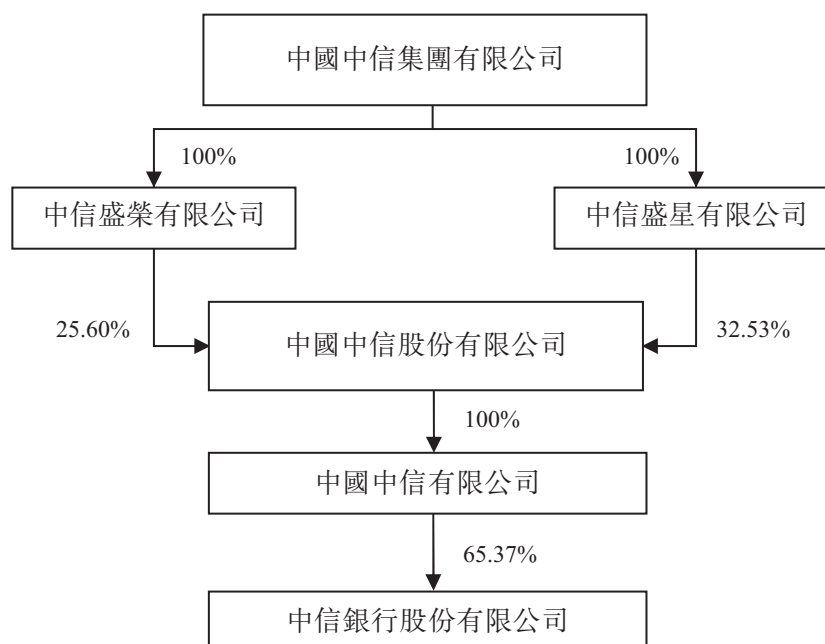 中國中信集團有限公司
100%
100%
中信盛榮有限公司
中信盛星有限公司
25.60%
32.53%
中國中信股份有限公司
100%
中國中信有限公司
65.37%
中信銀行股份有限公司